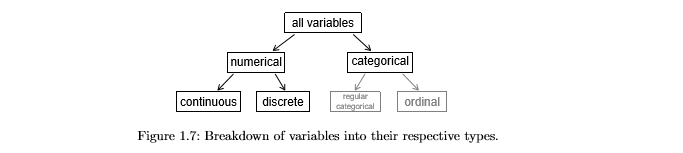 all variables
numerical
categorical
continuous
discrete
regular
categorical
ordinal
Figure 1.7: Breakdown of variables into their respective types.